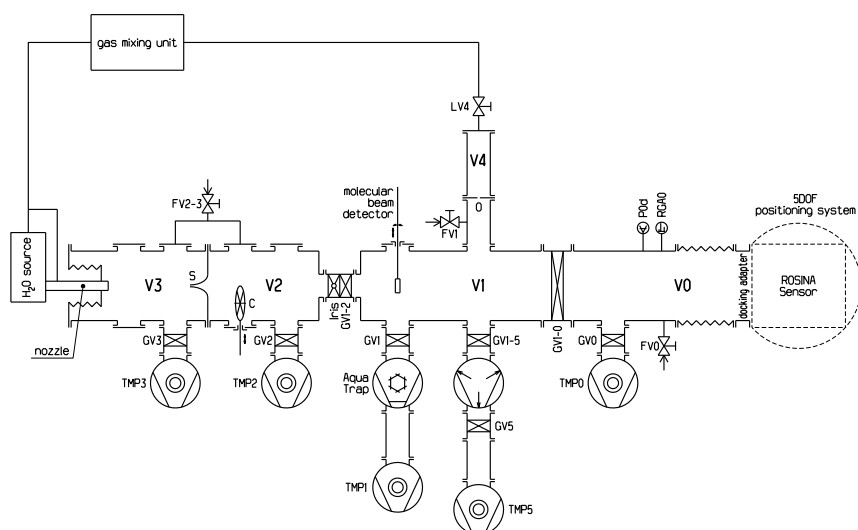 gas mixing unit
LV4
V4
O
FV2-3
molecular
beam
detector
FV1
P0d
RGA0
5DOF
positioning system
H₂O source
V3
S
V2
C
Iris
GV1-2
V1
GV1-0
V0
docking adapter
ROSINA
Sensor
nozzle
GV3
GV2
GV1
GV1-5
GV0
FV0
TMP3
TMP2
Aqua
Trap
TMP0
GV5
TMP1
TMP5